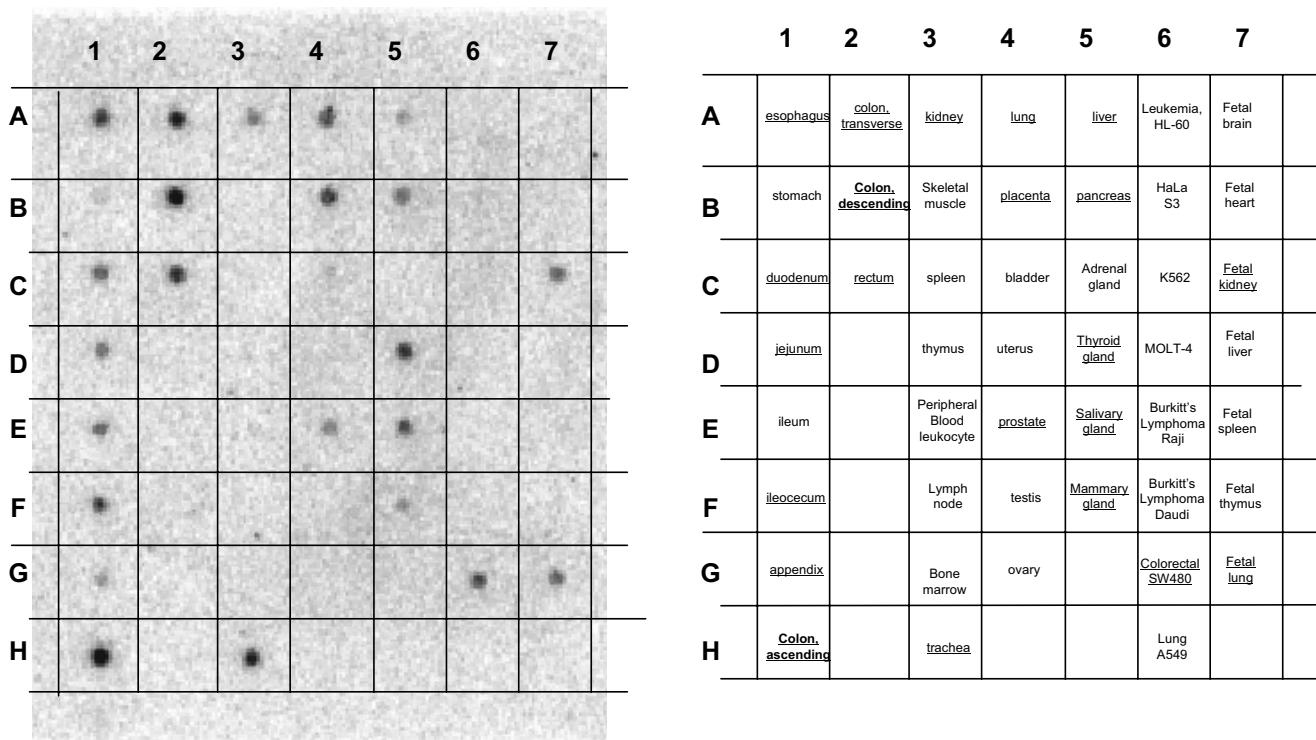 1 2 3 4 5 6 7
A
B
C
D
E
F
G
H
1 2 3 4 5 6 7
A
esophagus
colon,
transverse
kidney
lung
liver
Leukemia,
HL-60
Fetal
brain
B
stomach
Colon,
descending
Skeletal
muscle
placenta
pancreas
HaLa
S3
Fetal
heart
C
duodenum
rectum
spleen
bladder
Adrenal
gland
K562
Fetal
kidney
D
jejunum
thymus
uterus
Thyroid
gland
MOLT-4
Fetal
liver
E
ileum
Peripheral
Blood
leukocyte
prostate
Salivary
gland
Burkitt's
Lymphoma
Raji
Fetal
spleen
F
ileocecum
Lymph
node
testis
Mammary
gland
Burkitt's
Lymphoma
Daudi
Fetal
thymus
G
appendix
Bone
marrow
ovary
Colorectal
SW480
Fetal
lung
H
Colon,
ascending
trachea
Lung
A549